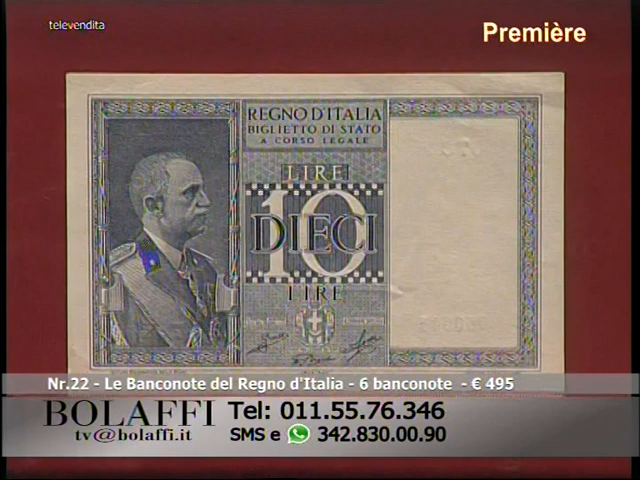 televendita
Première
REGNO D'ITALIA
BIGLIETTO DI STATO
A CORSO LEGALE
LIRE
10
DIECI
LIRE
Nr.22 - Le Banconote del Regno d'Italia - 6 banconote - € 495
BOLAFFI
Tel: 011.55.76.346
tv@bolaffi.it
SMS e 342.830.00.90